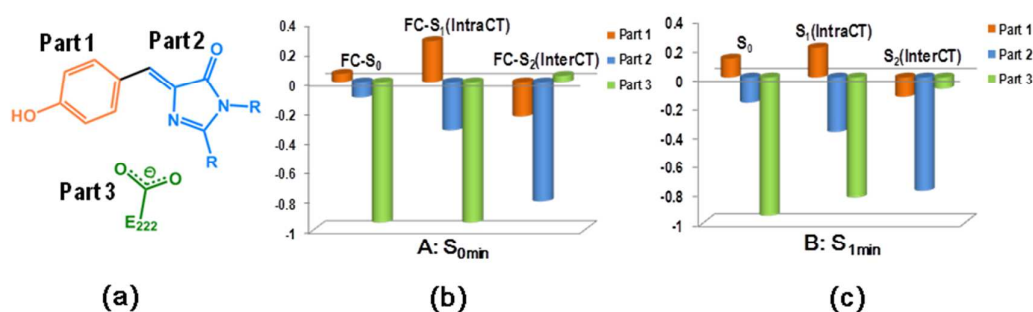 Part 1
Part 2
O
N
N
R
R
HO
Part 3
O
⊖
O
E222
(a)
0.4
0.2
0
-0.2
-0.4
-0.6
-0.8
-1
FC-S0
FC-S1(IntraCT)
FC-S2(InterCT)
Part 1
Part 2
Part 3
A: S0min
(b)
0.4
0.2
0
-0.2
-0.4
-0.6
-0.8
-1
S0
S1(IntraCT)
S2(InterCT)
Part 1
Part 2
Part 3
B: S1min
(c)